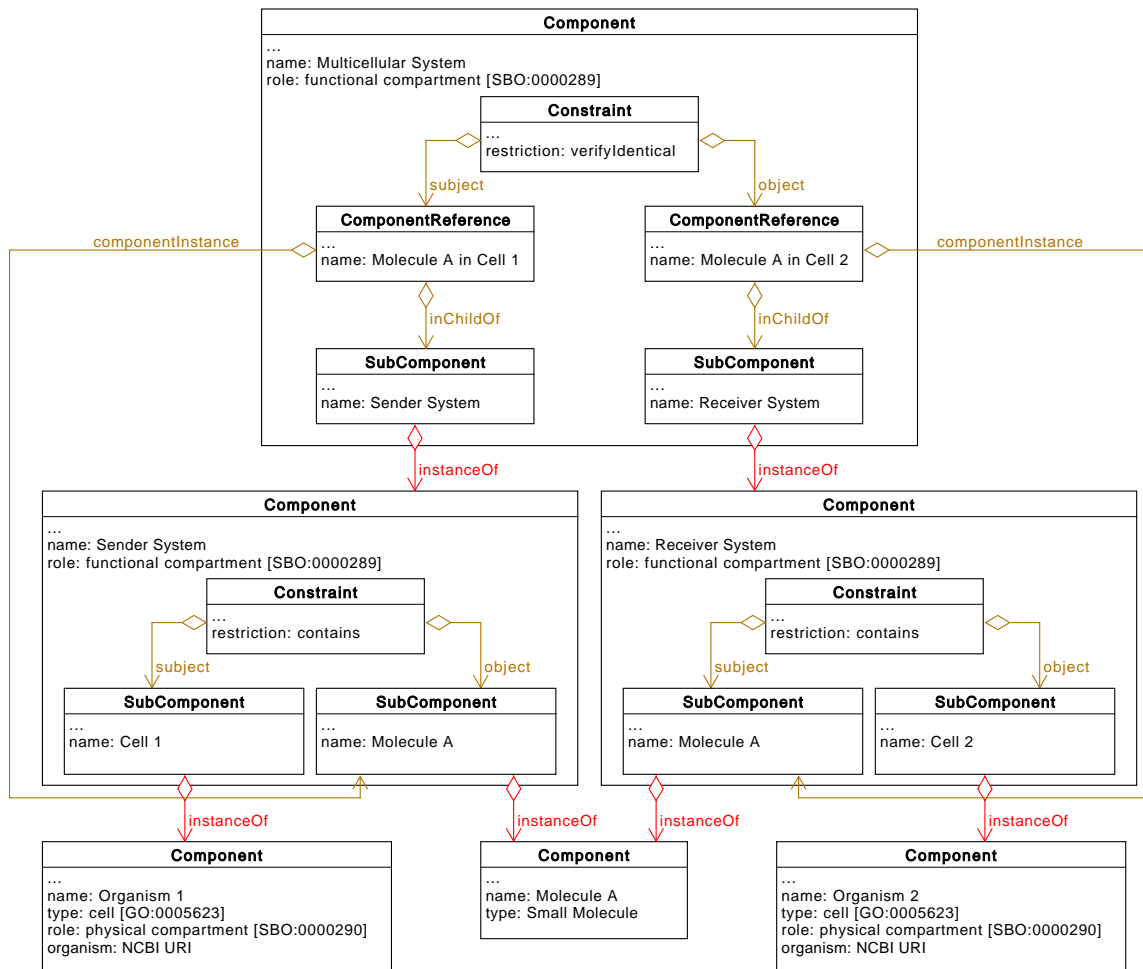 Component
...
name: Multicellular System
role: functional compartment [SBO:0000289]
Constraint
...
restriction: verifyIdentical
subject
object
ComponentReference
...
name: Molecule A in Cell 1
ComponentReference
...
name: Molecule A in Cell 2
componentInstance
componentInstance
inChildOf
inChildOf
SubComponent
...
name: Sender System
SubComponent
...
name: Receiver System
instanceOf
instanceOf
Component
...
name: Sender System
role: functional compartment [SBO:0000289]
Constraint
...
restriction: contains
subject
object
SubComponent
...
name: Cell 1
SubComponent
...
name: Molecule A
Component
...
name: Receiver System
role: functional compartment [SBO:0000289]
Constraint
...
restriction: contains
subject
object
SubComponent
...
name: Molecule A
SubComponent
...
name: Cell 2
instanceOf
instanceOf
instanceOf
instanceOf
Component
...
name: Organism 1
type: cell [GO:0005623]
role: physical compartment [SBO:0000290]
organism: NCBI URI
Component
...
name: Molecule A
type: Small Molecule
Component
...
name: Organism 2
type: cell [GO:0005623]
role: physical compartment [SBO:0000290]
organism: NCBI URI